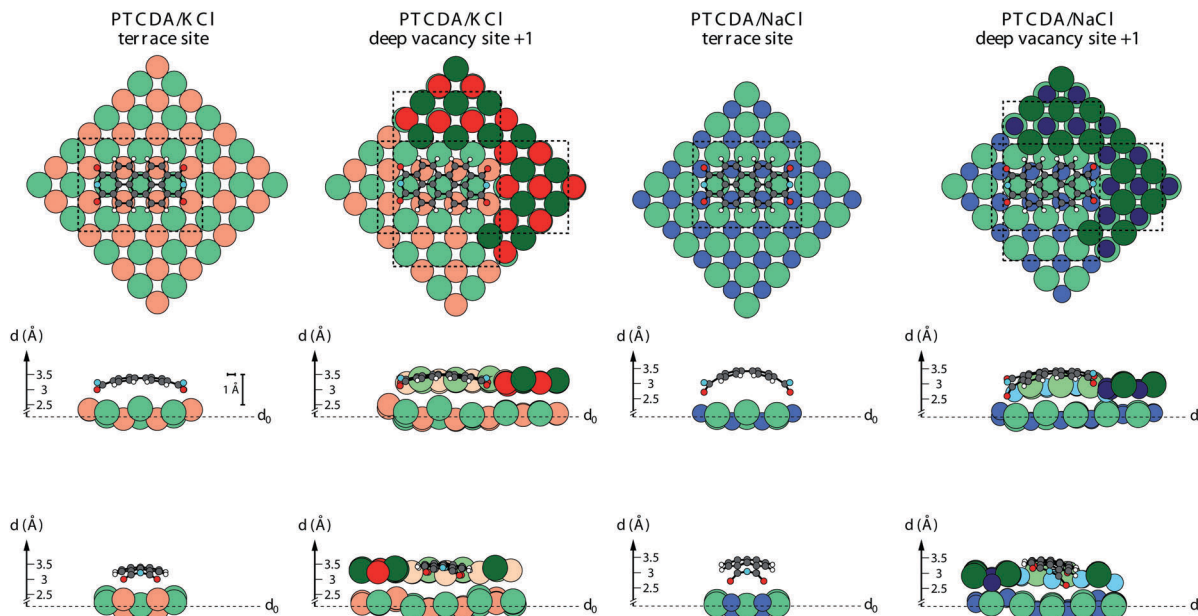 PTCDA/KCl
terrace site
PTCDA/KCl
deep vacancy site +1
PTCDA/NaCl
terrace site
PTCDA/NaCl
deep vacancy site +1
d (Å)
3.5
3
2.5
1 Å
d0
d (Å)
3.5
3
2.5
d0
d (Å)
3.5
3
2.5
d0
d (Å)
3.5
3
2.5
d0
d (Å)
3.5
3
2.5
d0
d (Å)
3.5
3
2.5
d0
d (Å)
3.5
3
2.5
d0
d (Å)
3.5
3
2.5
d0